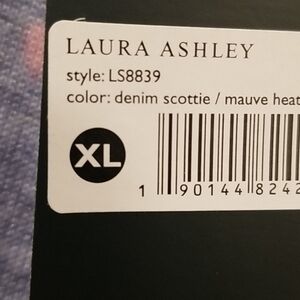 LAURA ASHLEY
style: LS8839
color: denim scottie / mauve heat
XL
1 90144 8242